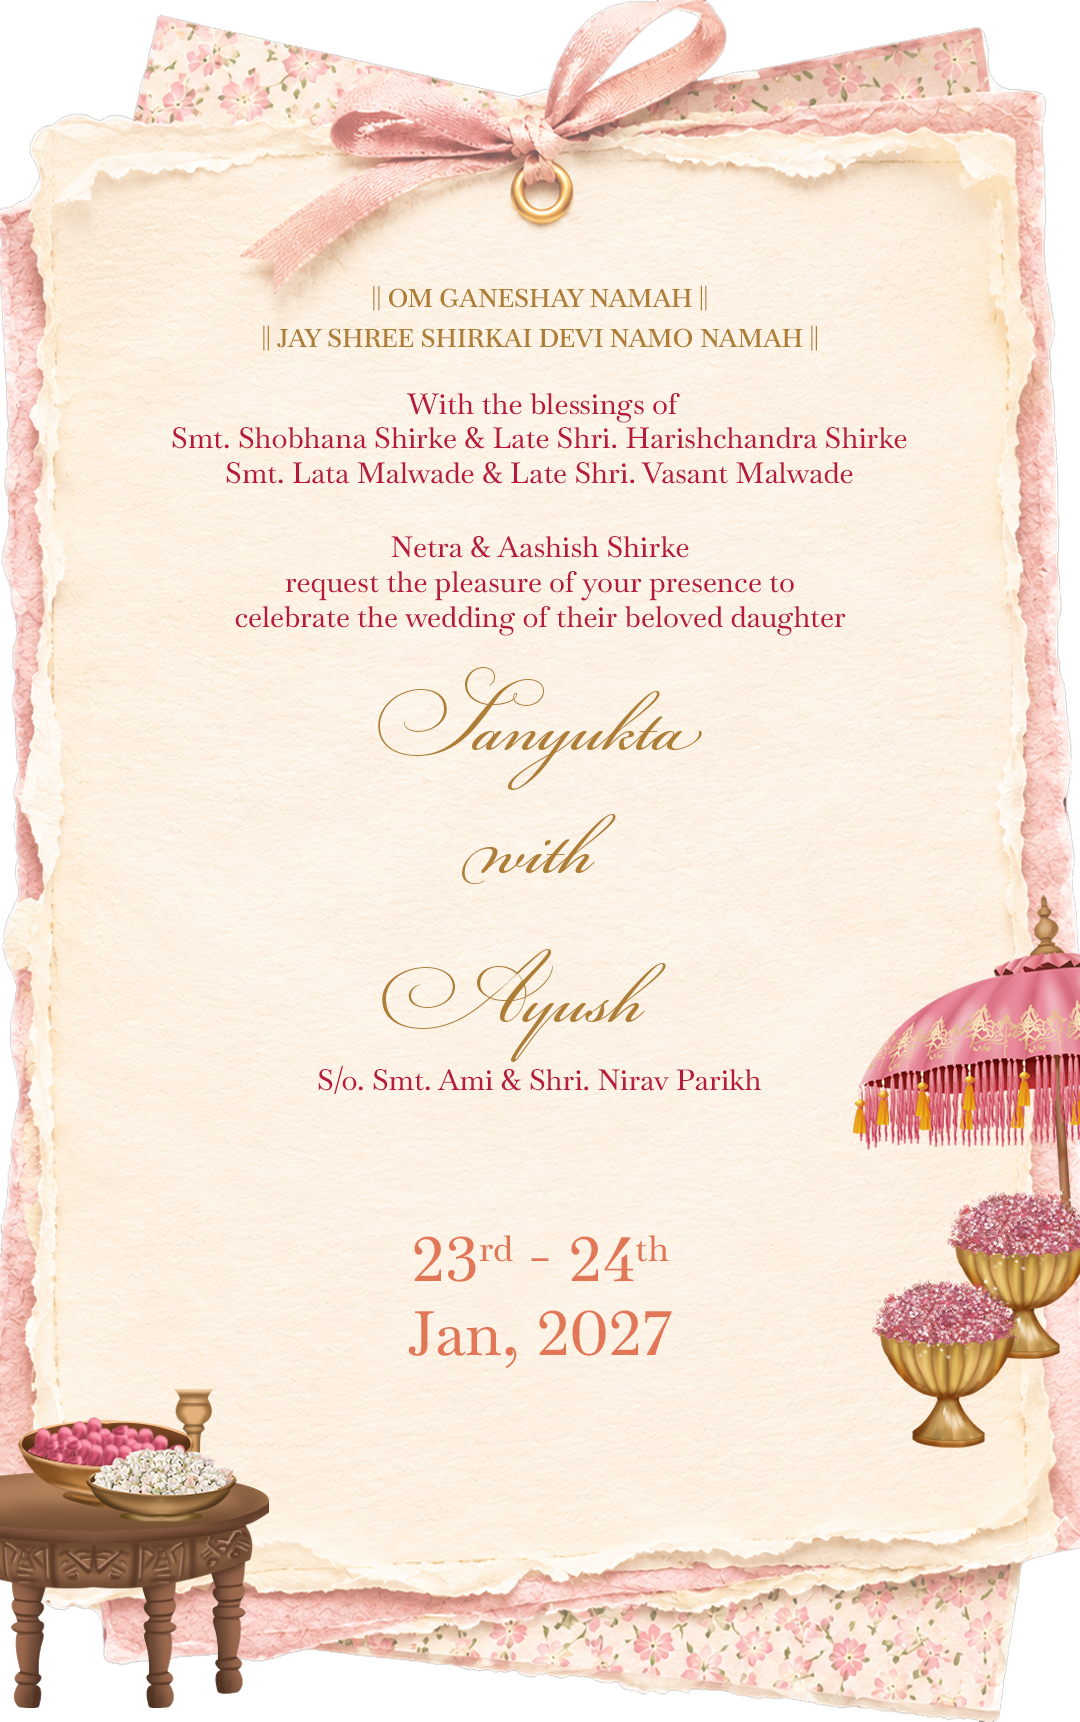 || OM GANESHAY NAMAH ||
|| JAY SHREE SHIRKAI DEVI NAMO NAMAH ||
With the blessings of
Smt. Shobhana Shirke & Late Shri. Harishchandra Shirke
Smt. Lata Malwade & Late Shri. Vasant Malwade
Netra & Aashish Shirke
request the pleasure of your presence to
celebrate the wedding of their beloved daughter
Sanyukta
with
Ayush
S/o. Smt. Ami & Shri. Nirav Parikh
23rd - 24th
Jan, 2027